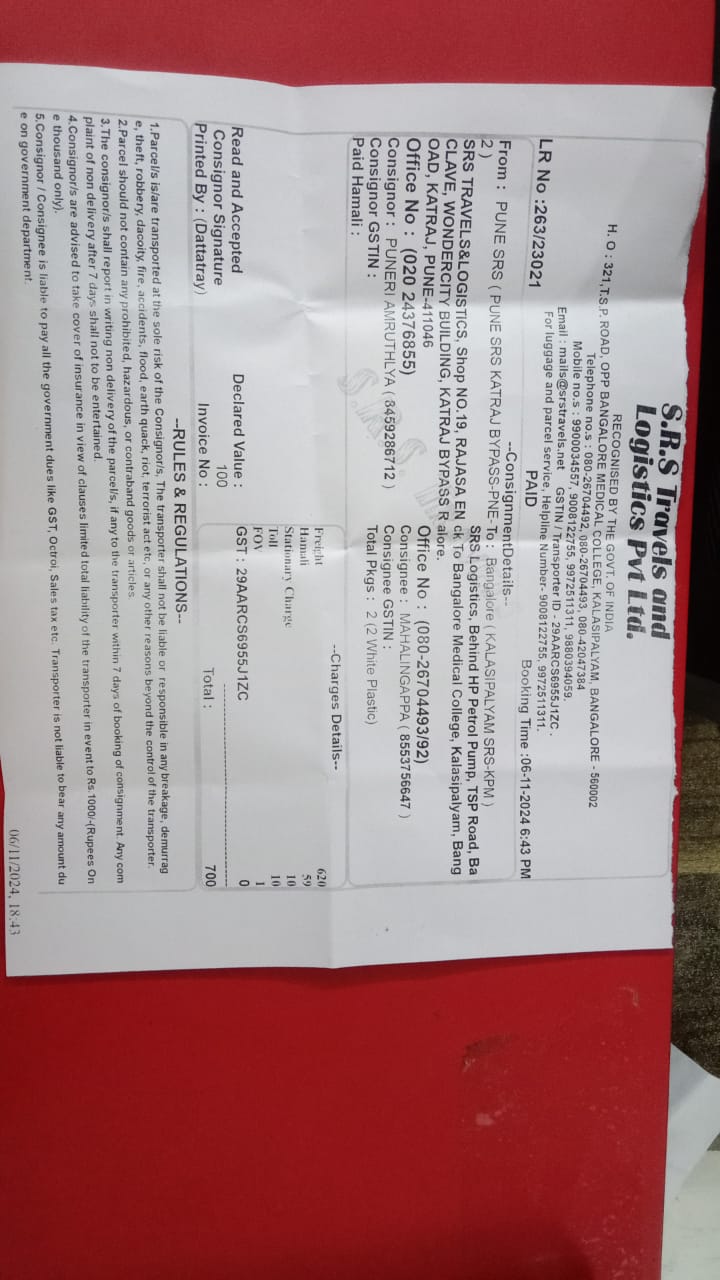 S.R.S Travels and
Logistics Pvt Ltd.
RECOGNISED BY THE GOVT. OF INDIA
H. O : 321,T.S.P. ROAD, OPP BANGALORE MEDICAL COLLEGE, KALASIPALYAM, BANGALORE - 560002
Telephone no.s : 080-26704492,080-26704493, 080-42047384
Mobile no.s : 9900034557, 9008122755, 9972511311, 9880394059.
Email : mails@srstravels.net GSTIN / Transporter ID - 29AARCS6955J1ZC .
For luggage and parcel service, Helpline Number- 9008122755, 9972511311.
LR No :263/23021 PAID Booking Time :06-11-2024 6:43 PM
--ConsignmentDetails--
From : PUNE SRS ( PUNE SRS KATRAJ BYPASS-PNE-
2 )
SRS TRAVELS&LOGISTICS, Shop NO.19, RAJASA EN
CLAVE, WONDERCITY BUILDING, KATRAJ BYPASS R
OAD, KATRAJ, PUNE-411046
Office No : (020 24376855)
Consignor : PUNERI AMRUTHLYA ( 8459286712 )
Consignor GSTIN :
Paid Hamali :
To : Bangalore ( KALASIPALYAM SRS-KPM )
SRS Logistics, Behind HP Petrol Pump, TSP Road, Ba
ck To Bangalore Medical College, Kalasipalyam, Bang
alore.
Office No : (080-26704493/92)
Consignee : MAHALINGAPPA ( 8553756647 )
Consignee GSTIN :
Total Pkgs : 2 (2 White Plastic)
--Charges Details--
Freight 620
Hamali 59
Stationary Charge 10
Toll 10
FOV 1
GST : 29AARCS6955J1ZC 0
Total : 700
Read and Accepted Declared Value :
Consignor Signature 100
Printed By : (Dattatray) Invoice No :
--RULES & REGULATIONS--
1.Parcel/s is/are transported at the sole risk of the Consignor/s, The transporter shall not be liable or responsible in any breakage, demurrag
e, theft, robbery, dacoity, fire, accidents, flood, earth quack, riot, terrorist act etc, or any other reasons beyond the control of the transporter.
2.Parcel should not contain any prohibited, hazardous, or contraband goods or articles.
3.The consignor/s shall report in writing non delivery of the parcel/s, if any to the transporter within 7 days of booking of consignment. Any com
plaint of non delivery after 7 days shall not to be entertained.
4.Consignor/s are advised to take cover of insurance in view of clauses limited total liability of the transporter in event to Rs.1000/-(Rupees On
e thousand only).
5.Consignor / Consignee is liable to pay all the government dues like GST, Octroi, Sales tax etc. Transporter is not liable to bear any amount du
e on government department.
06/11/2024, 18:43